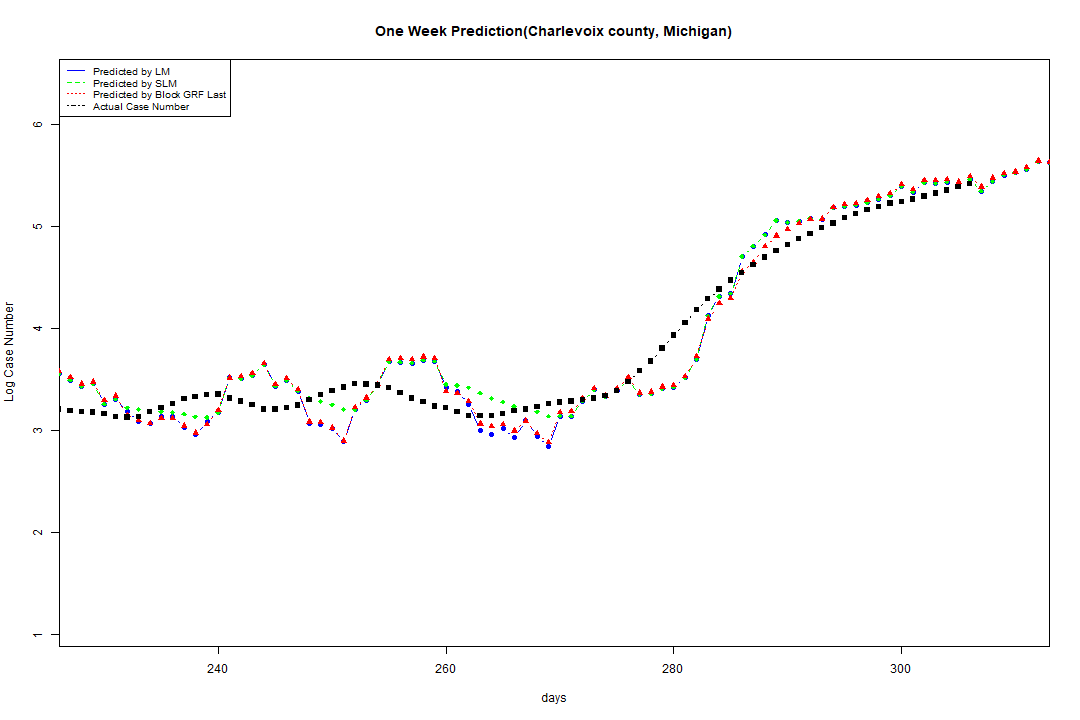 One Week Prediction(Charlevoix county, Michigan)
Predicted by LM
Predicted by SLM
Predicted by Block GRF Last
Actual Case Number
6
5
4
3
2
1
Log Case Number
240 260 280 300
days